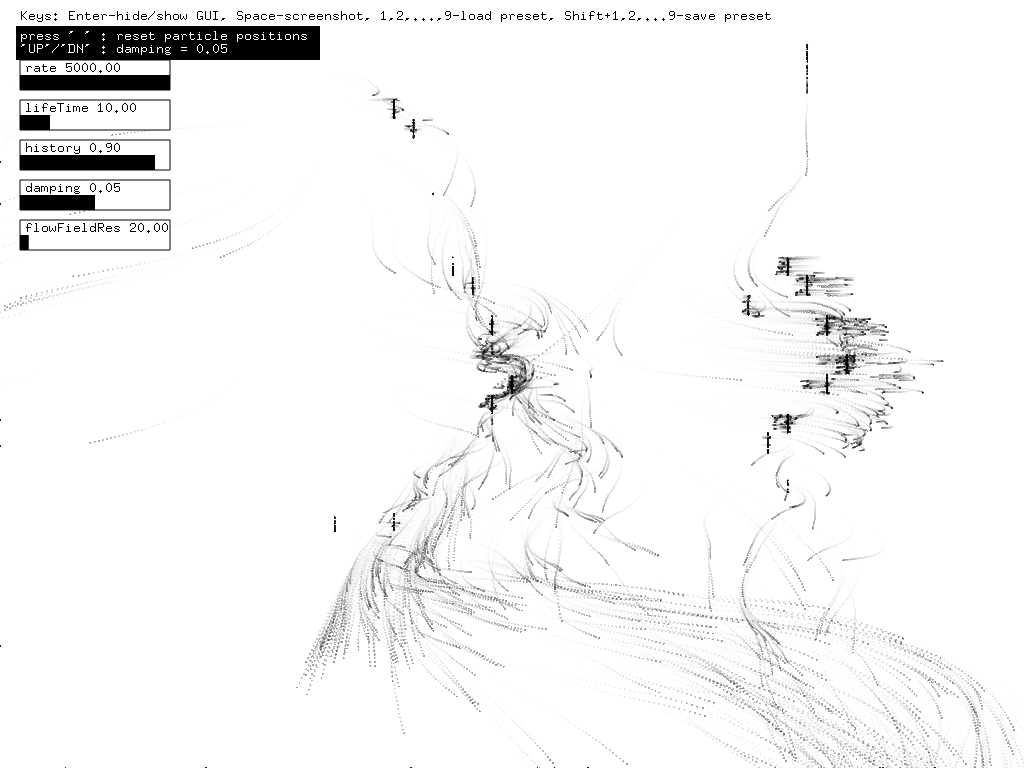 Keys: Enter-hide/show GUI, Space-screenshot, 1,2,...,9-load preset, Shift+1,2,...9-save preset
press ' ' : reset particle positions
'UP'/'DN' : damping = 0.05
rate 5000.00
lifeTime 10.00
history 0.90
damping 0.05
flowFieldRes 20.00